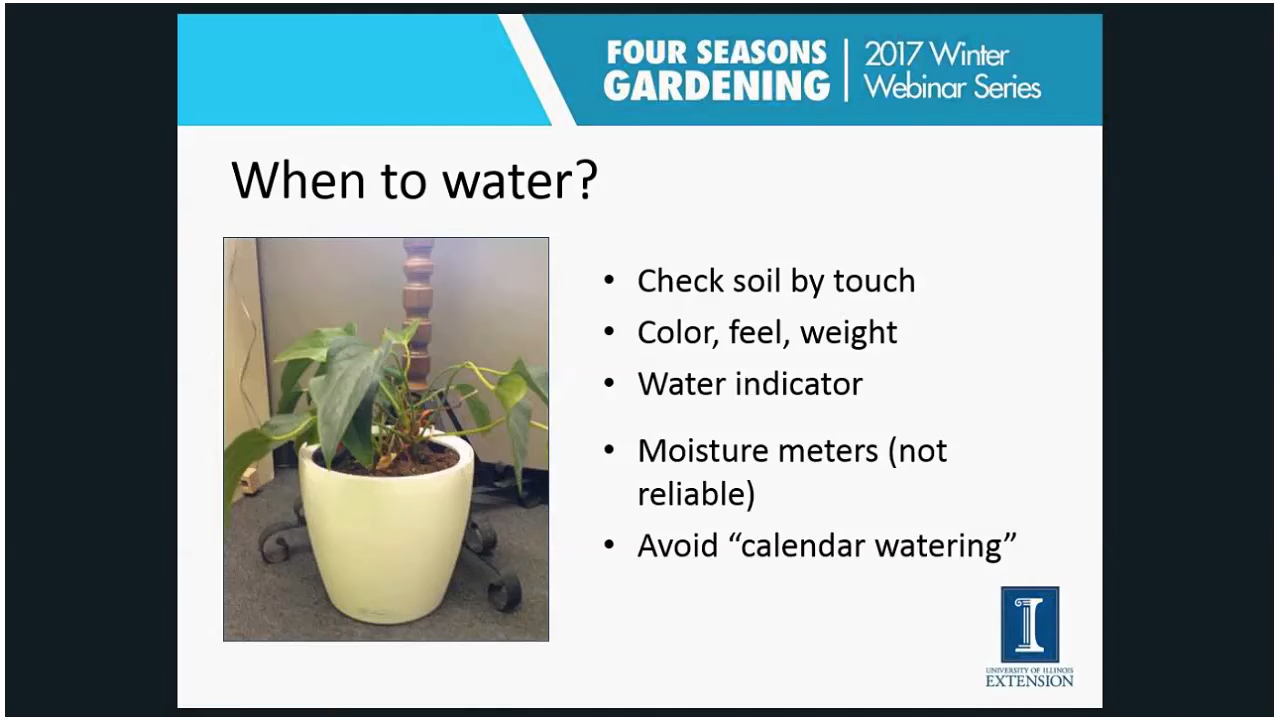 FOUR SEASONS
GARDENING
2017 Winter
Webinar Series
When to water?
• Check soil by touch
• Color, feel, weight
• Water indicator
• Moisture meters (not
reliable)
• Avoid “calendar watering”
I
UNIVERSITY OF ILLINOIS
EXTENSION